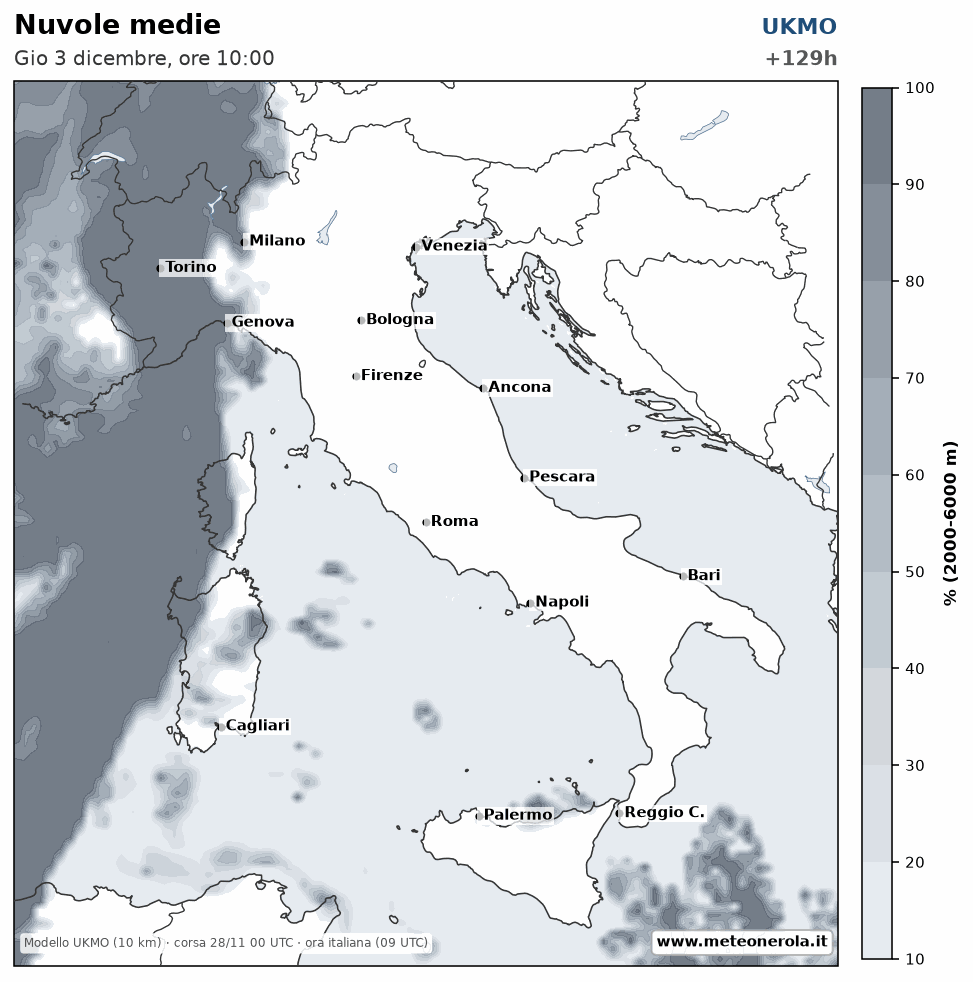 Nuvole medie
UKMO
Gio 3 dicembre, ore 10:00
+129h
Milano
Venezia
Torino
Genova
Bologna
Firenze
Ancona
Pescara
Roma
Bari
Napoli
Cagliari
Palermo
Reggio C.
100
90
80
70
60
50
40
30
20
10
% (2000-6000 m)
Modello UKMO (10 km) · corsa 28/11 00 UTC · ora italiana (09 UTC)
www.meteonerola.it